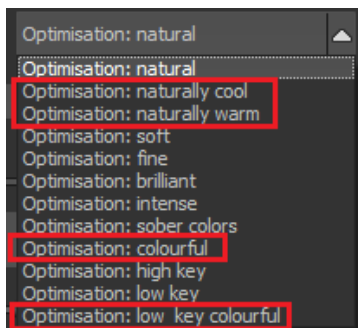 Optimisation: natural
Optimisation: natural
Optimisation: naturally cool
Optimisation: naturally warm
Optimisation: soft
Optimisation: fine
Optimisation: brilliant
Optimisation: intense
Optimisation: sober colors
Optimisation: colourful
Optimisation: high key
Optimisation: low key
Optimisation: low  key colourful